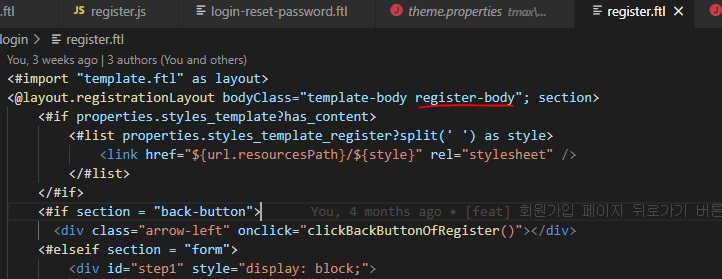 .ftl register.js login-reset-password.ftl theme.properties tmax\... register.ftl
login > register.ftl
You, 3 weeks ago | 3 authors (You and others)
<#import "template.ftl" as layout>
<@layout.registrationLayout bodyClass="template-body register-body"; section>
<#if properties.styles_template?has_content>
<#list properties.styles_template_register?split(' ') as style>
<link href="${url.resourcesPath}/${style}" rel="stylesheet" />
</#list>
</#if>
<#if section = "back-button"> You, 4 months ago • [feat] 회원가입 페이지 뒤로가기 버튼
<div class="arrow-left" onclick="clickBackButtonOfRegister()"></div>
<#elseif section = "form">
<div id="step1" style="display: block;">